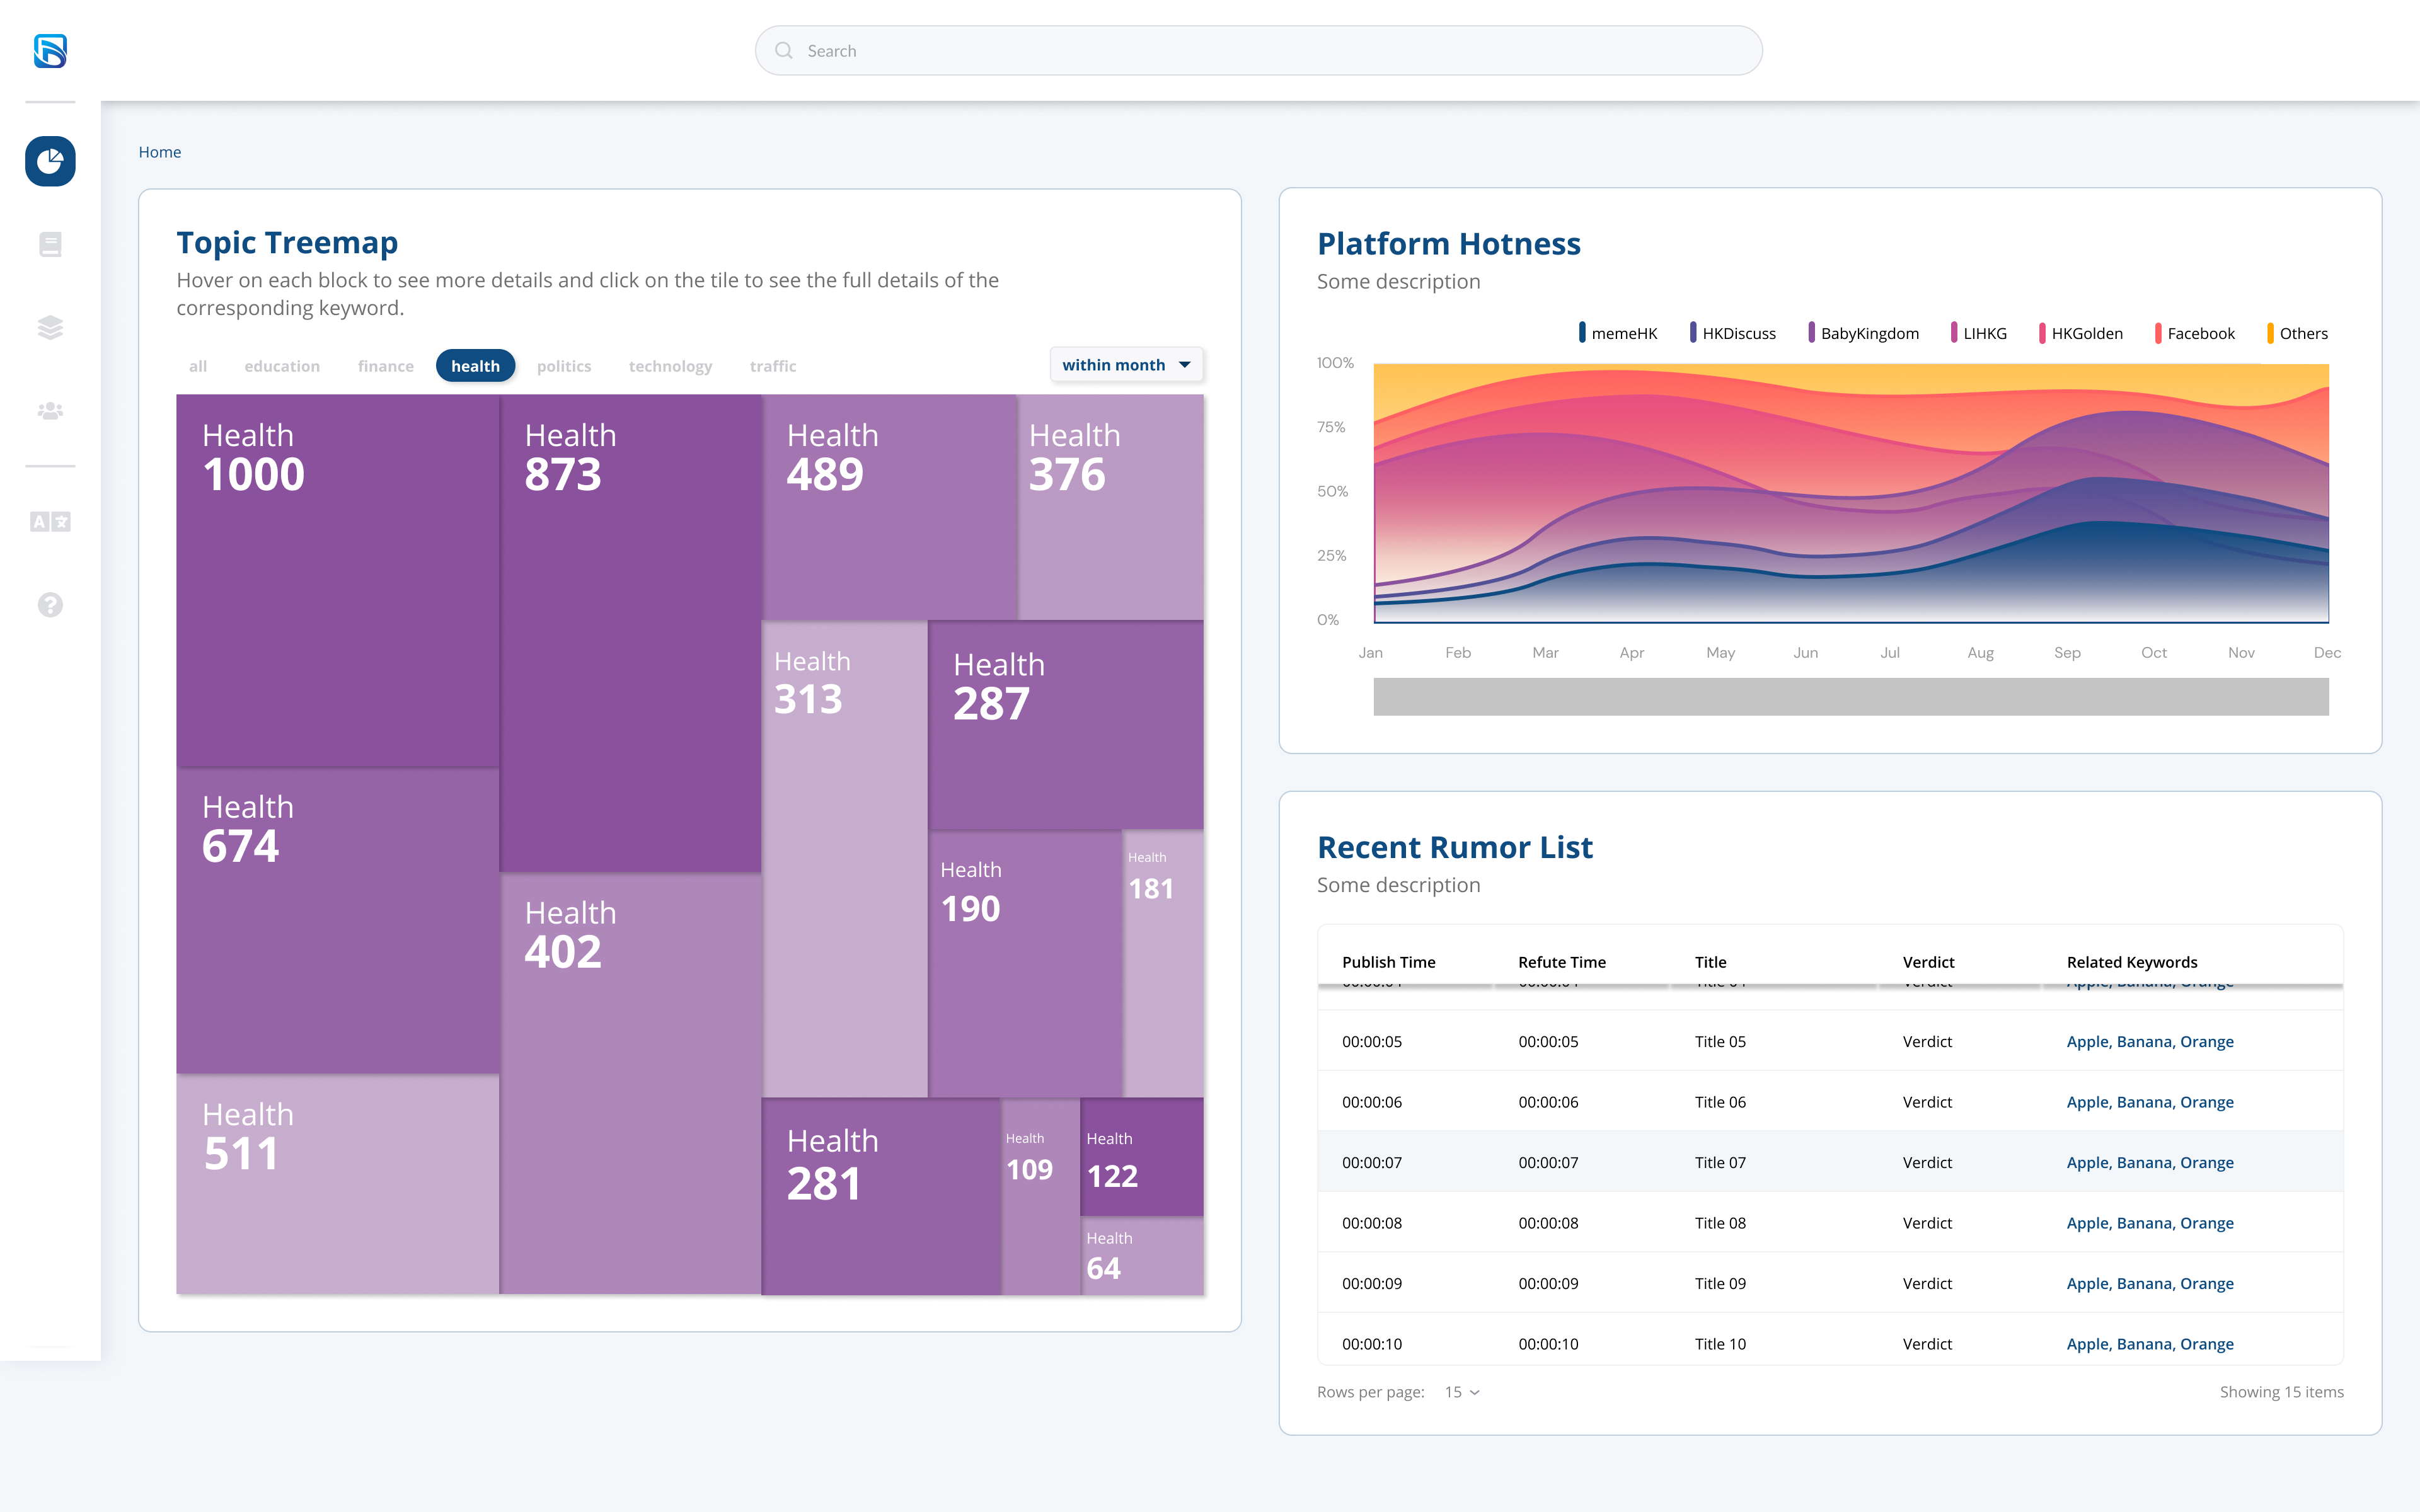 Search
Home
Topic Treemap
Hover on each block to see more details and click on the tile to see the full details of the
corresponding keyword.
all education finance health politics technology traffic
within month
Health
1000
Health
873
Health
489
Health
376
Health
313
Health
287
Health
674
Health
190
Health
181
Health
402
Health
511
Health
281
Health
109
Health
122
Health
64
Platform Hotness
Some description
memeHK HKDiscuss BabyKingdom LIHKG HKGolden Facebook Others
100%
75%
50%
25%
0%
Jan Feb Mar Apr May Jun Jul Aug Sep Oct Nov Dec
Recent Rumor List
Some description
Publish Time Refute Time Title Verdict Related Keywords
00:00:05 00:00:05 Title 05 Verdict Apple, Banana, Orange
00:00:06 00:00:06 Title 06 Verdict Apple, Banana, Orange
00:00:07 00:00:07 Title 07 Verdict Apple, Banana, Orange
00:00:08 00:00:08 Title 08 Verdict Apple, Banana, Orange
00:00:09 00:00:09 Title 09 Verdict Apple, Banana, Orange
00:00:10 00:00:10 Title 10 Verdict Apple, Banana, Orange
Rows per page: 15
Showing 15 items